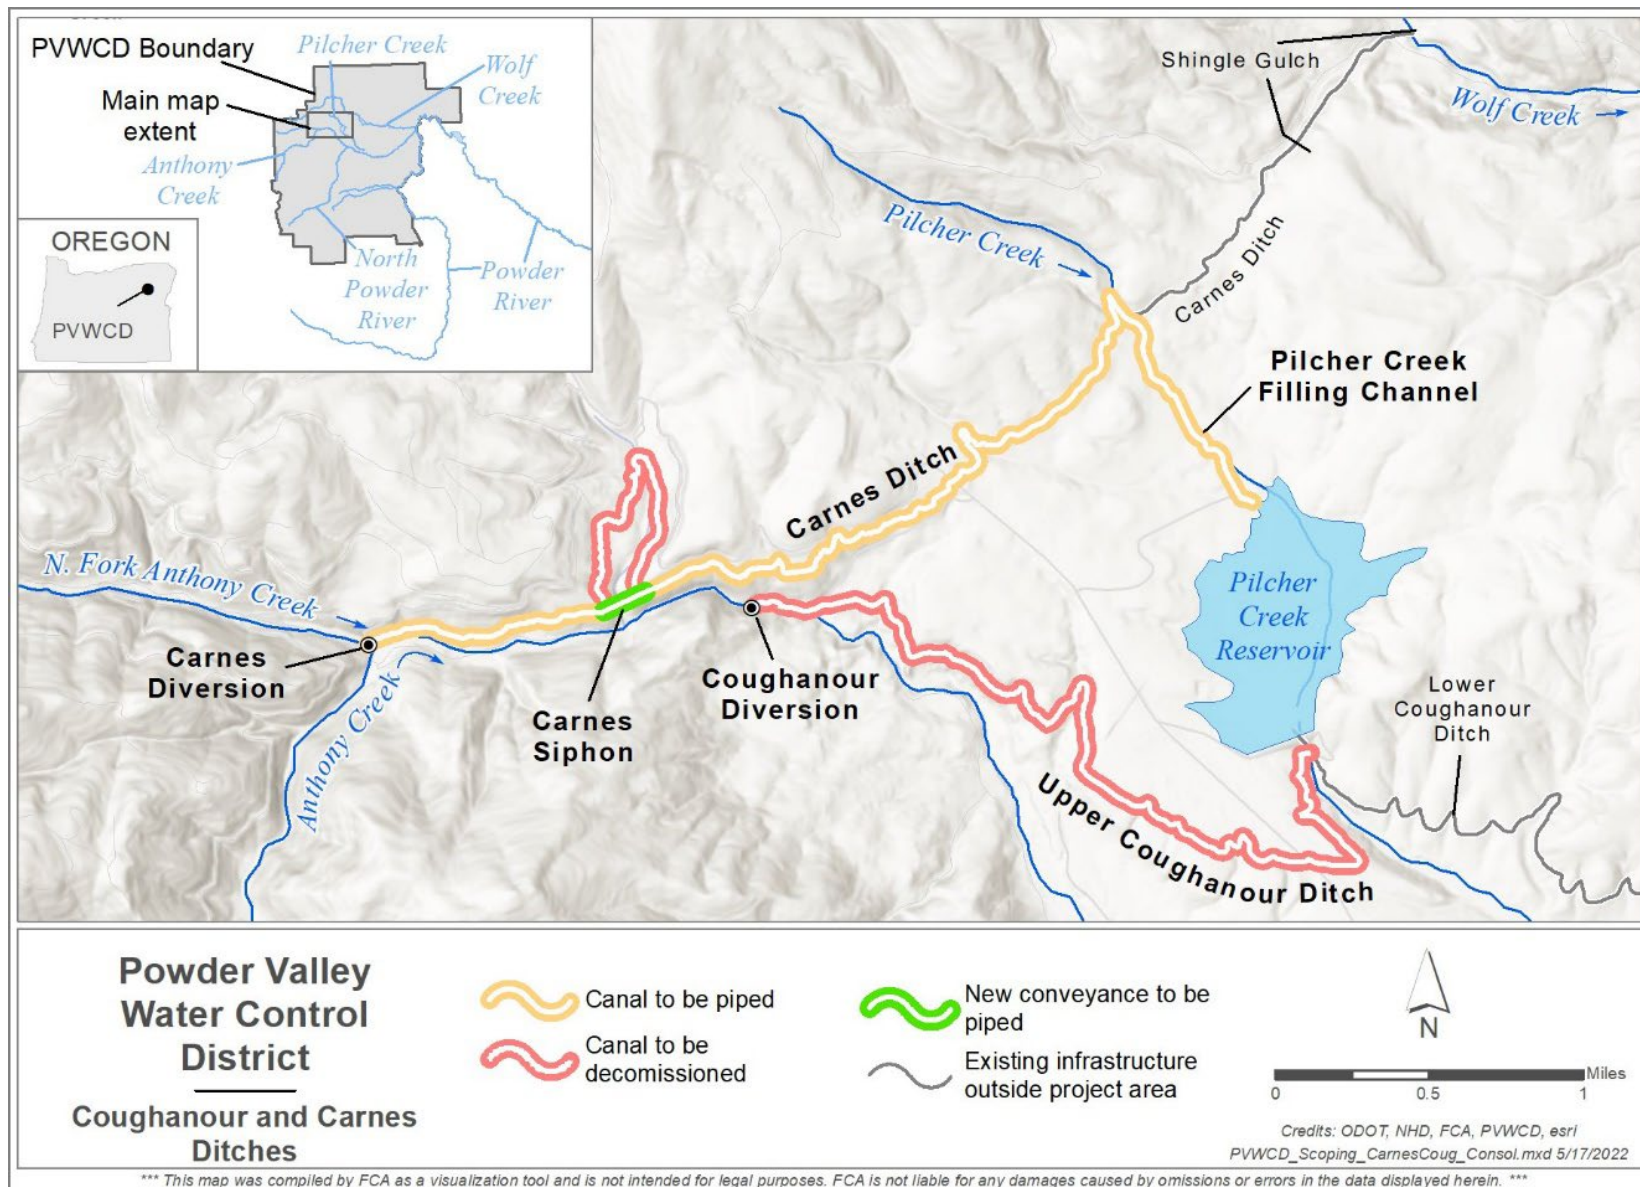 PVWCD Boundary
Pilcher Creek
Wolf
Creek
Main map
extent
Anthony
Creek
North
Powder
River
Powder
River
OREGON
PVWCD
Shingle Gulch
Wolf Creek
Pilcher Creek
Carnes Ditch
Pilcher Creek
Filling Channel
Carnes Ditch
N. Fork Anthony Creek
Pilcher
Creek
Reservoir
Carnes
Diversion
Anthony Creek
Carnes
Siphon
Coughanour
Diversion
Lower
Coughanour
Ditch
Upper Coughanour Ditch
Powder Valley
Water Control
District
Coughanour and Carnes
Ditches
Canal to be piped
Canal to be
decomissioned
New conveyance to be
piped
Existing infrastructure
outside project area
N
Miles
0 0.5 1
Credits: ODOT, NHD, FCA, PVWCD, esri
PVWCD_Scoping_CarnesCoug_Consol.mxd 5/17/2022
*** This map was compiled by FCA as a visualization tool and is not intended for legal purposes. FCA is not liable for any damages caused by omissions or errors in the data displayed herein. ***